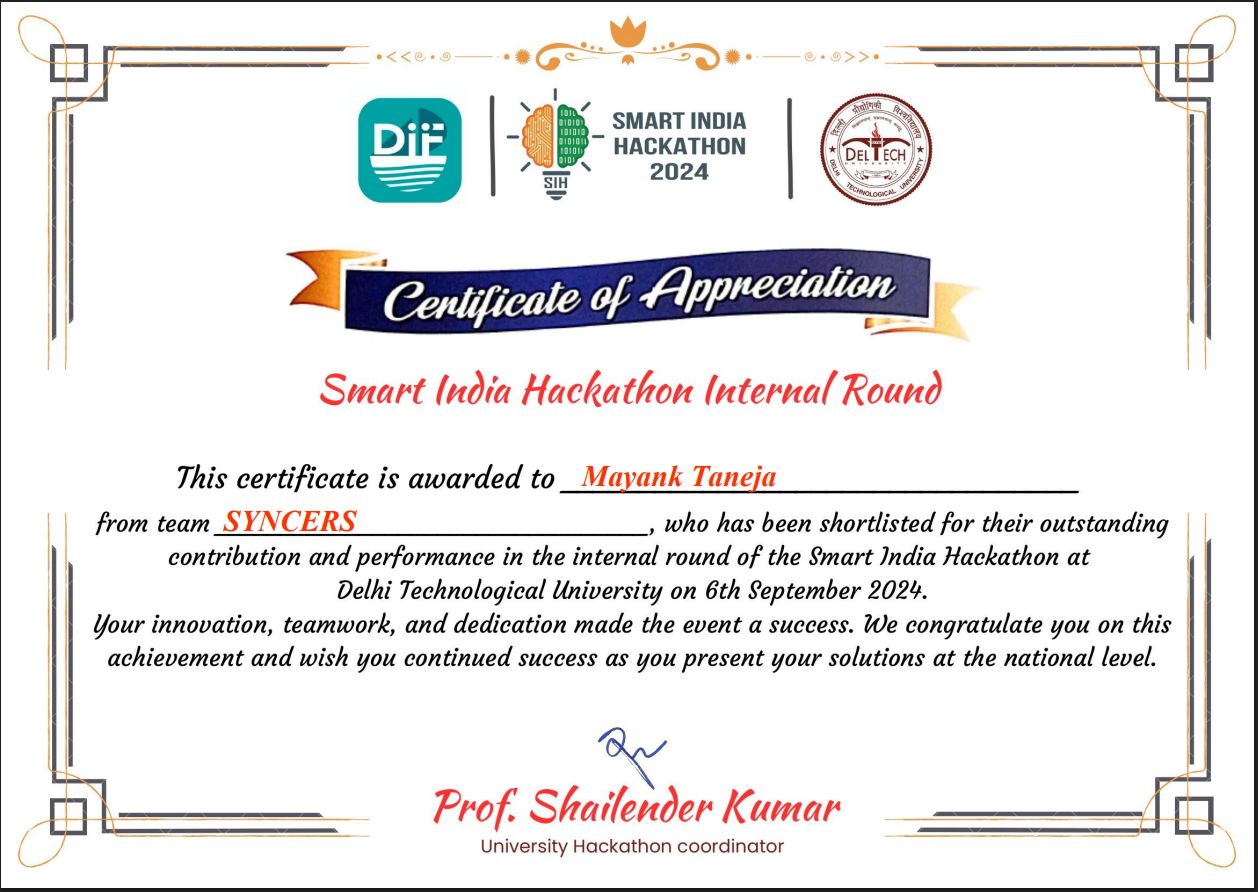 DiF
SMART INDIA
HACKATHON
2024
SIH
दिल्ली प्रौद्योगिकी विश्वविद्यालय
DELTECH
UNIVERSITY
DELHI TECHNOLOGICAL UNIVERSITY
Certificate of Appreciation
Smart India Hackathon Internal Round
This certificate is awarded to Mayank Taneja
from team SYNCERS, who has been shortlisted for their outstanding
contribution and performance in the internal round of the Smart India Hackathon at
Delhi Technological University on 6th September 2024.
Your innovation, teamwork, and dedication made the event a success. We congratulate you on this
achievement and wish you continued success as you present your solutions at the national level.
Prof. Shailender Kumar
University Hackathon coordinator